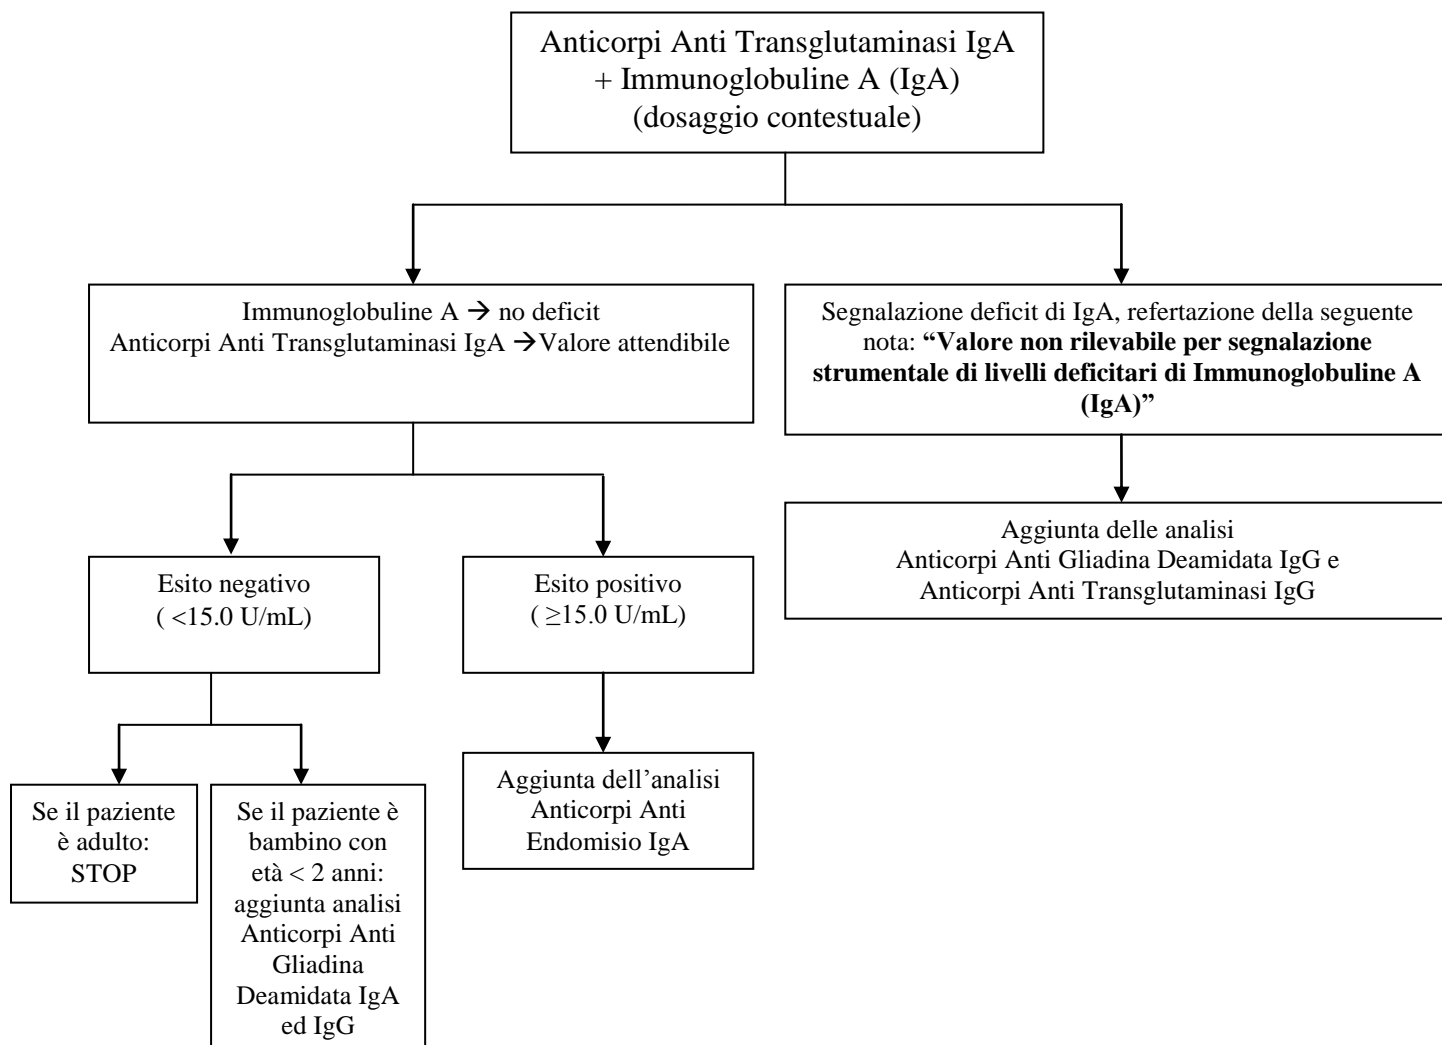 Anticorpi Anti Transglutaminasi IgA
+ Immunoglobuline A (IgA)
(dosaggio contestuale)
Immunoglobuline A → no deficit
Anticorpi Anti Transglutaminasi IgA →Valore attendibile
Segnalazione deficit di IgA, refertazione della seguente
nota: “Valore non rilevabile per segnalazione
strumentale di livelli deficitari di Immunoglobuline A
(IgA)”
Esito negativo
( <15.0 U/mL)
Esito positivo
( ≥15.0 U/mL)
Aggiunta delle analisi
Anticorpi Anti Gliadina Deamidata IgG e
Anticorpi Anti Transglutaminasi IgG
Se il paziente
è adulto:
STOP
Se il paziente è
bambino con
età < 2 anni:
aggiunta analisi
Anticorpi Anti
Gliadina
Deamidata IgA
ed IgG
Aggiunta dell’analisi
Anticorpi Anti
Endomisio IgA